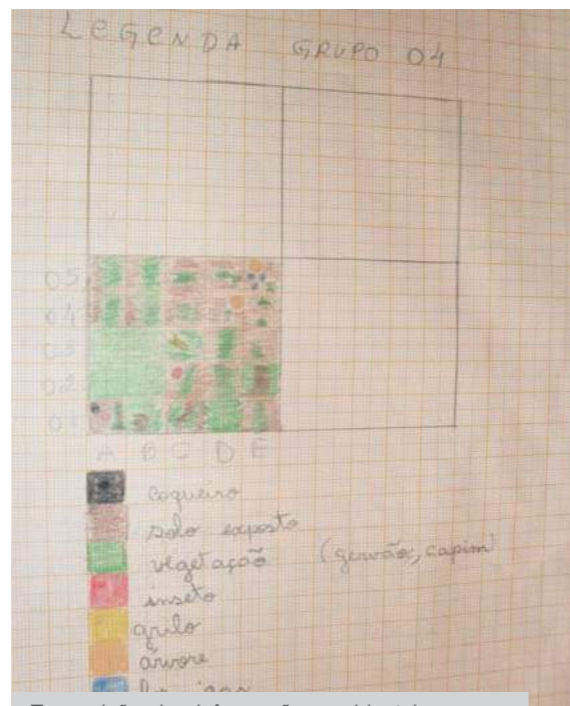 LEGENDA GRUPO 04
05
04
03
02
01
A B C D E
coqueiro
solo exposto
vegetação (gervão, capim)
inseto
grilo
árvore